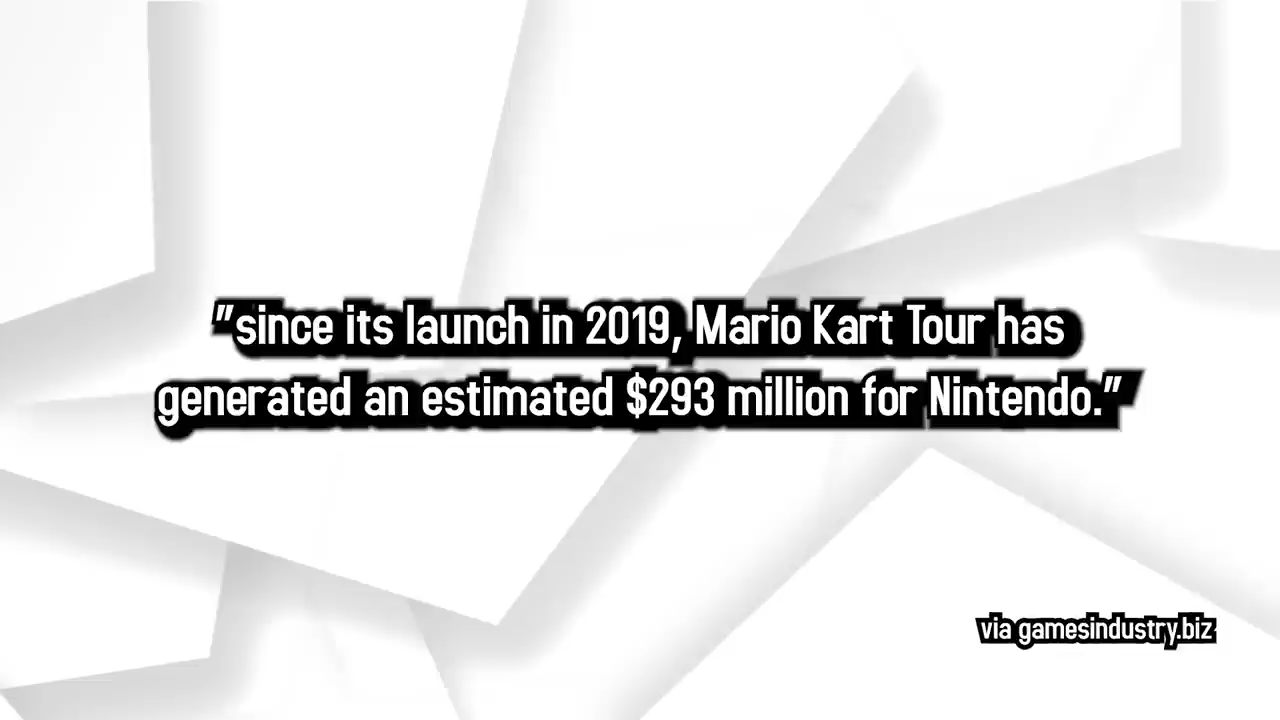 "since its launch in 2019, Mario Kart Tour has
generated an estimated $293 million for Nintendo."
via gamesindustry.biz